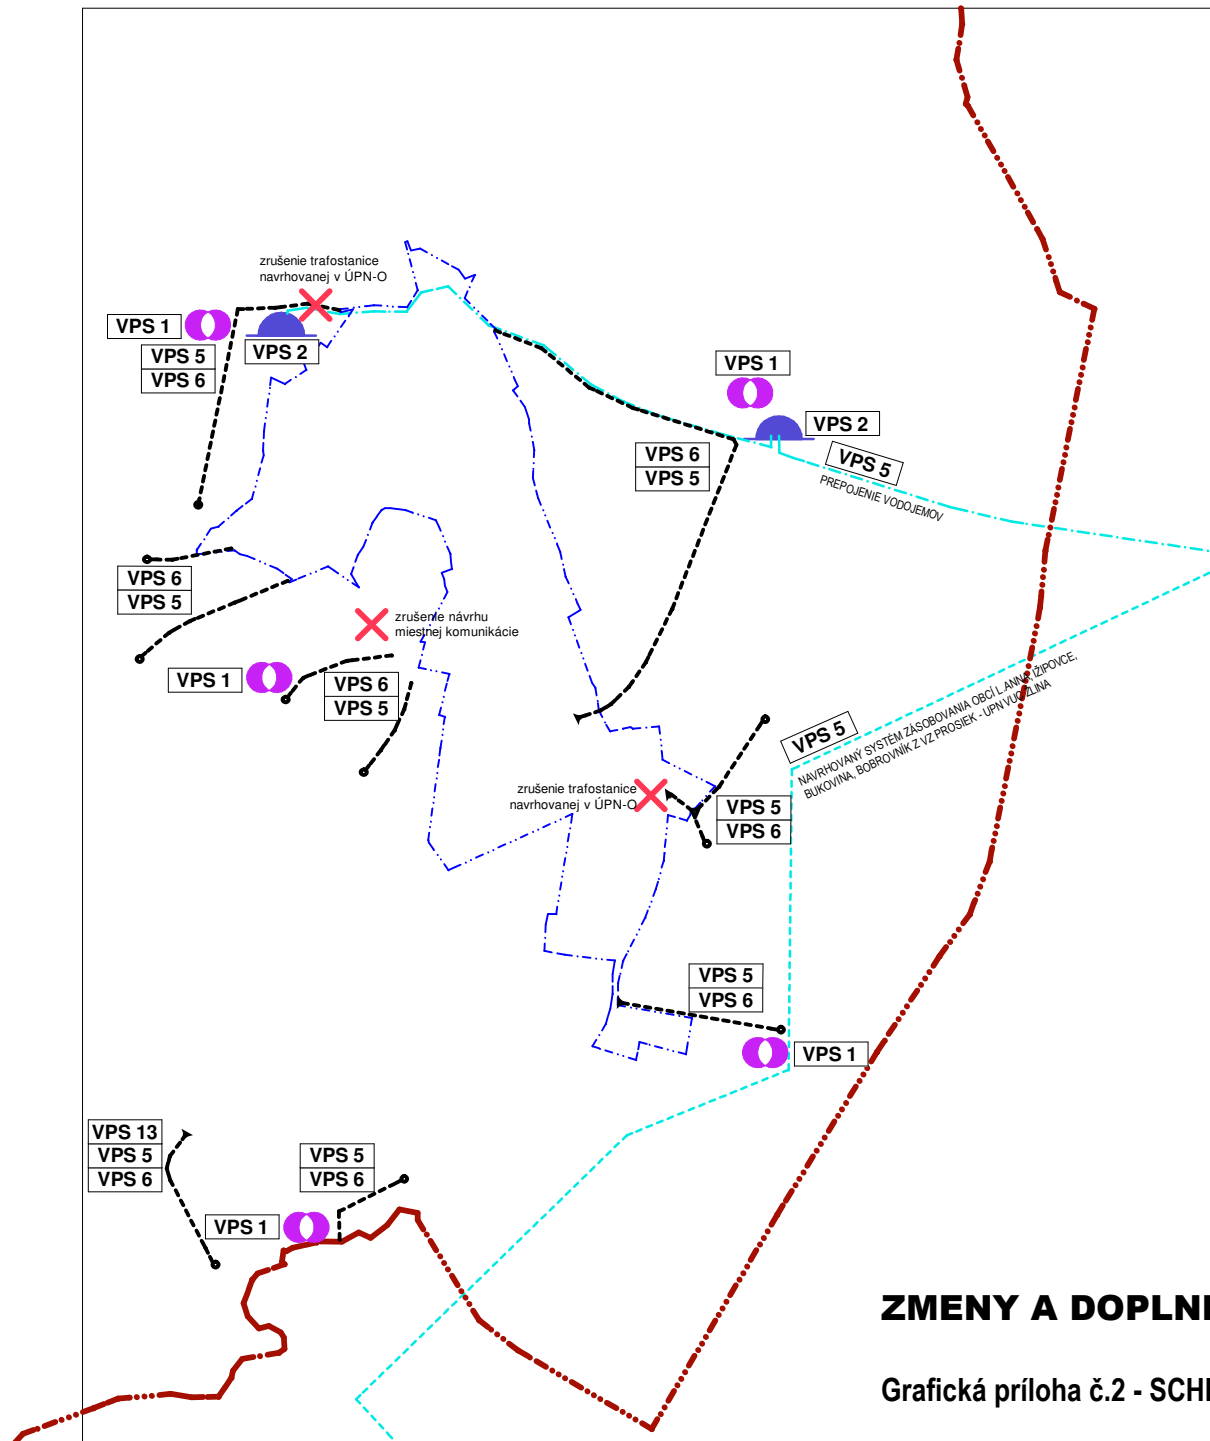 zrušenie trafostanice
navrhovanej v ÚPN-O
VPS 1
VPS 5
VPS 6
VPS 2
VPS 1
VPS 2
VPS 6
VPS 5
VPS 5
PREPOJENIE VODOJEMOV
VPS 6
VPS 5
zrušenie návrhu
miestnej komunikácie
VPS 1
VPS 6
VPS 5
VPS 5
NAVRHOVANÝ SYSTÉM ZÁSOBOVANIA OBCÍ L.ANNA, IŽIPOVCE,
BUKOVINA, BOBROVNÍK Z VZ PROSIEK - UPN VUC ZILINA
zrušenie trafostanice
navrhovanej v ÚPN-O
VPS 5
VPS 6
VPS 5
VPS 6
VPS 1
VPS 13
VPS 5
VPS 6
VPS 5
VPS 6
VPS 1
ZMENY A DOPLN
Grafická príloha č.2 - SCH